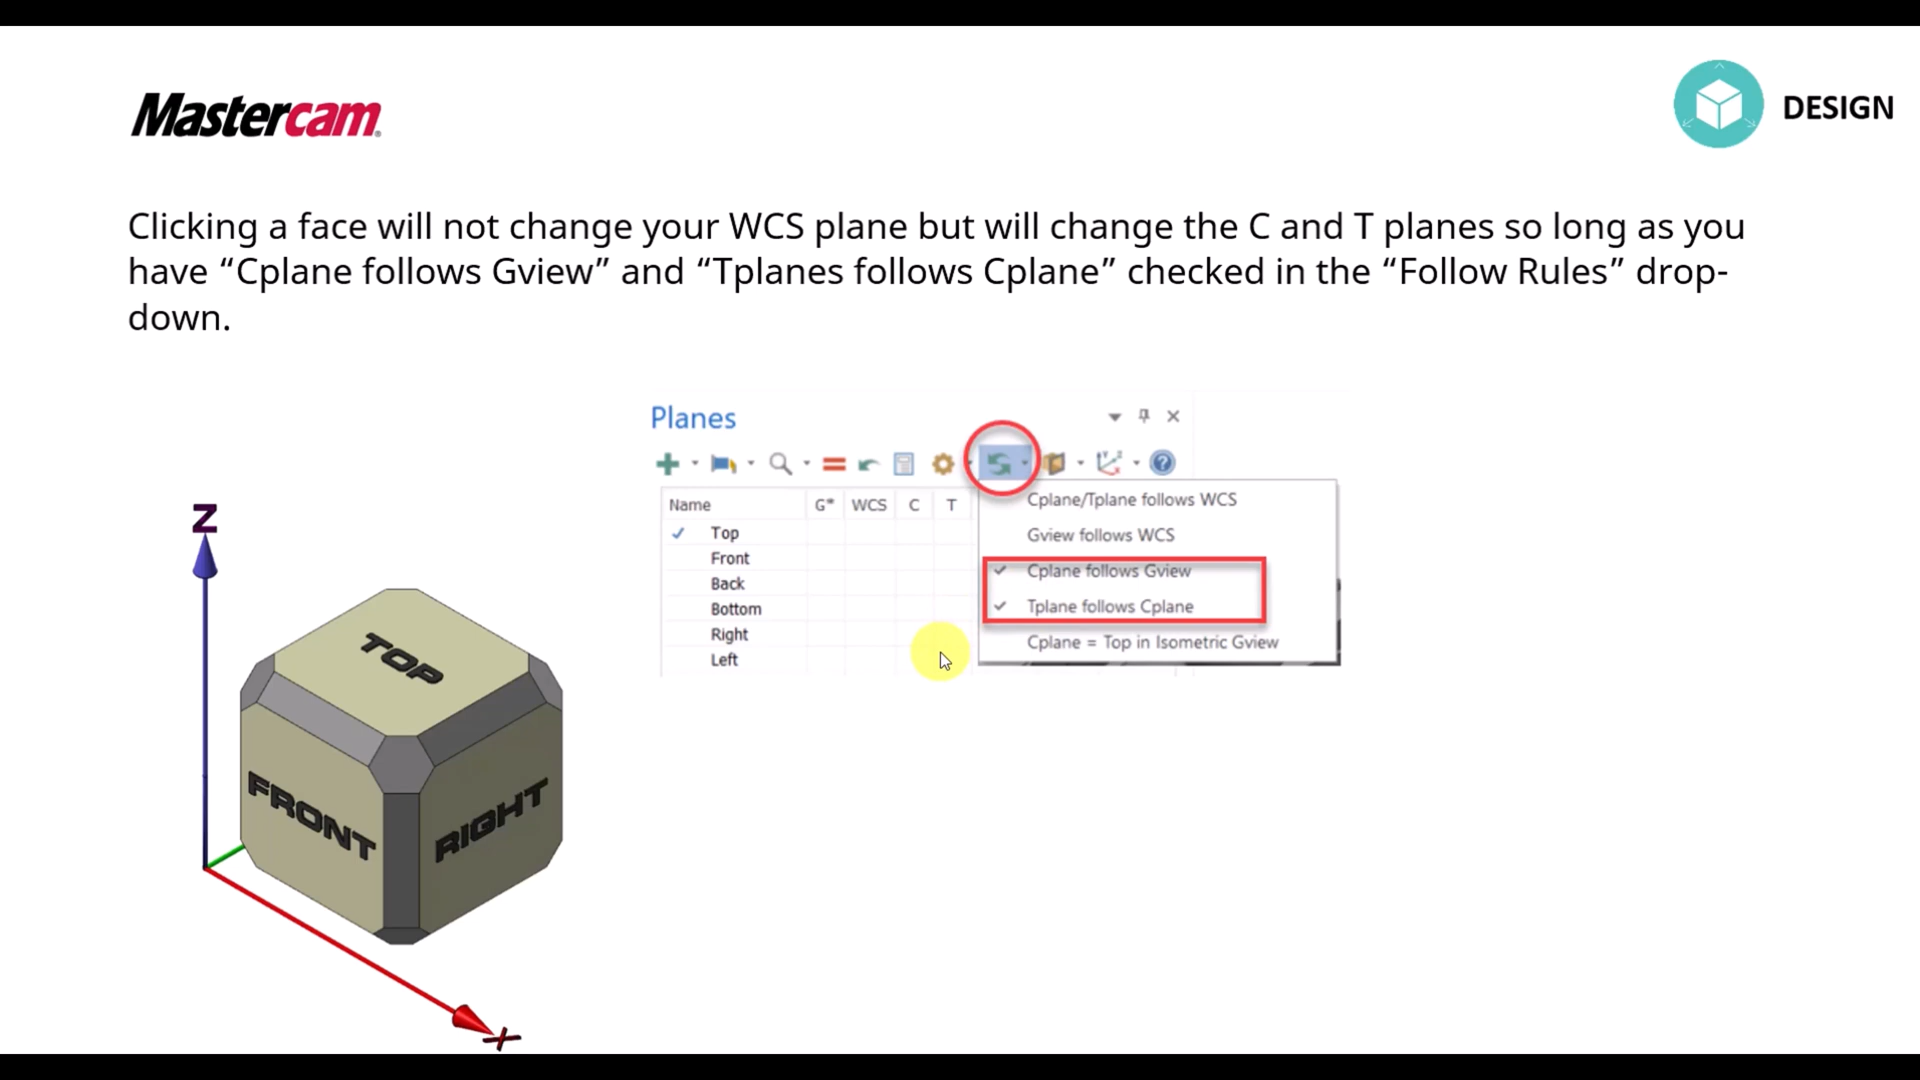 Mastercam
DESIGN
Clicking a face will not change your WCS plane but will change the C and T planes so long as you
have “Cplane follows Gview” and “Tplanes follows Cplane” checked in the “Follow Rules” drop-
down.
Planes
Name G WCS C T
Top
Front
Back
Bottom
Right
Left
Cplane/Tplane follows WCS
Gview follows WCS
Cplane follows Gview
Tplane follows Cplane
Cplane = Top in Isometric Gview
Z
TOP
FRONT
RIGHT
X